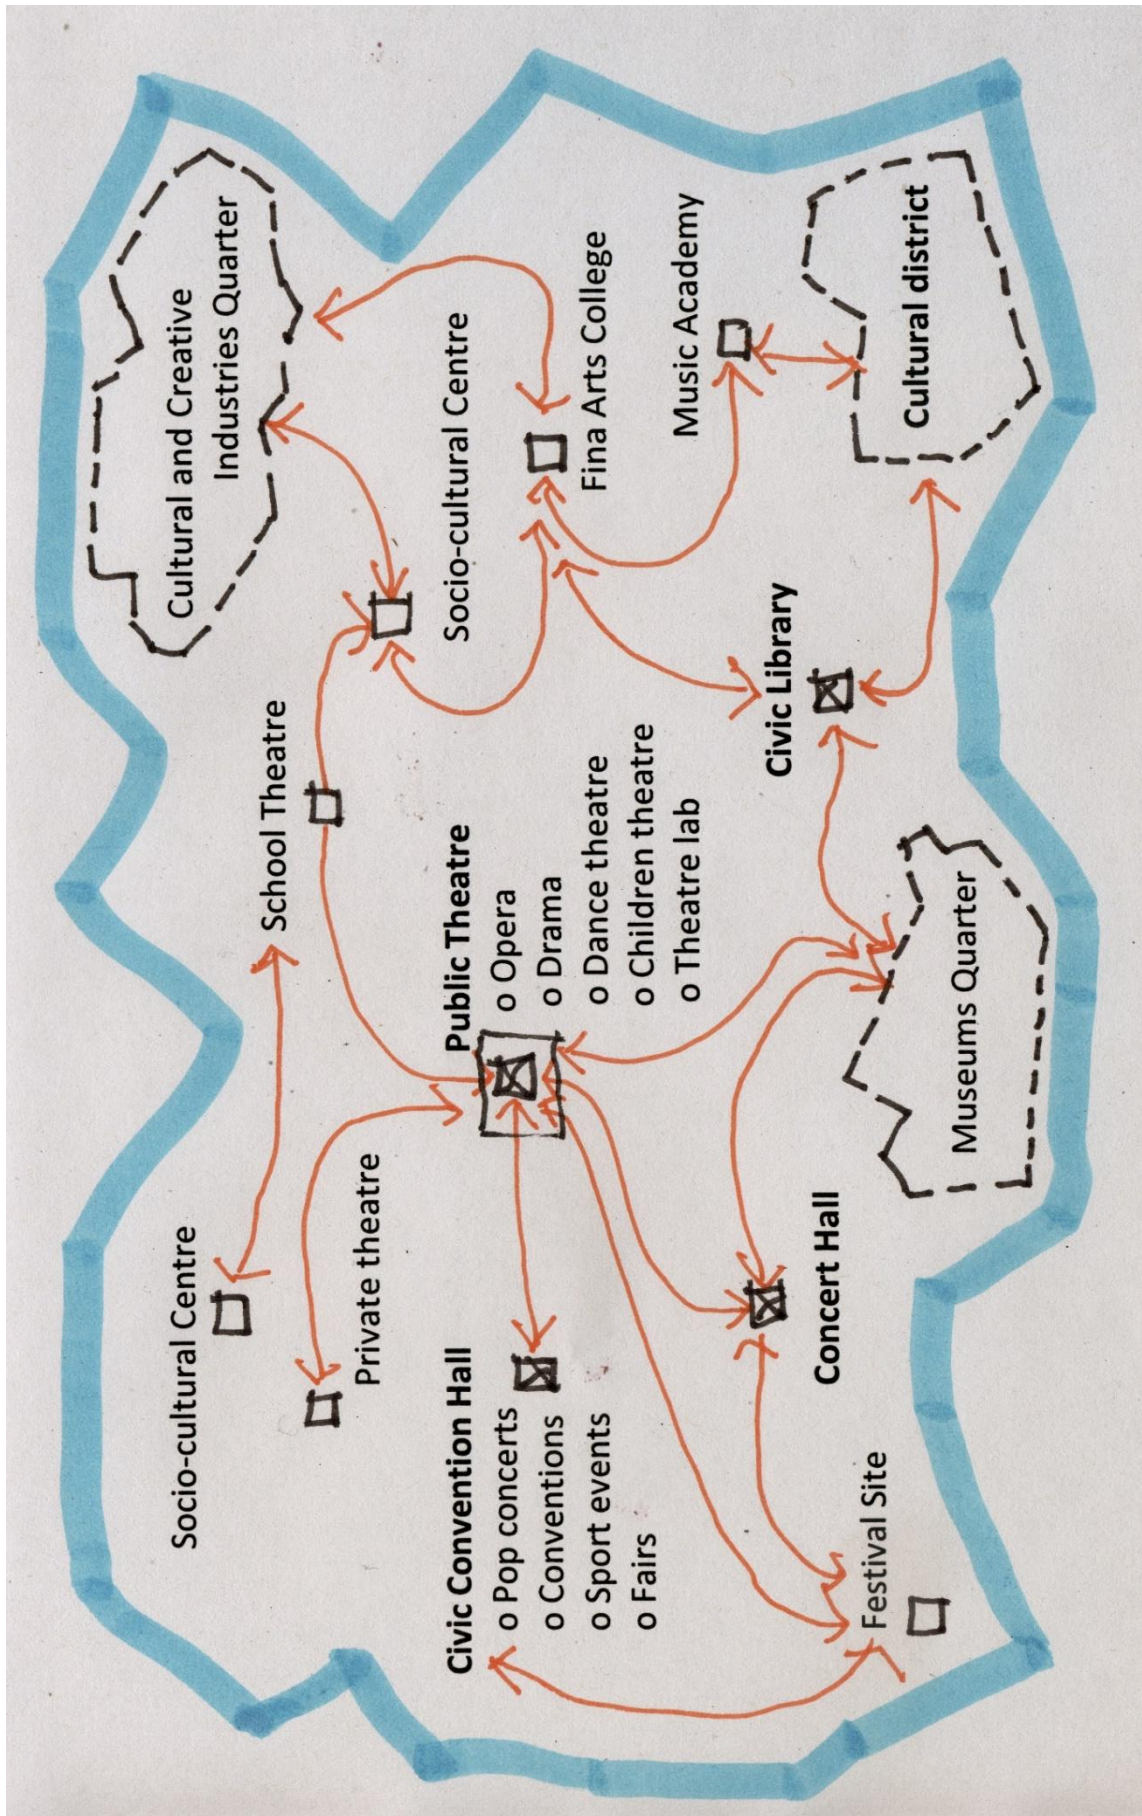 Socio-cultural Centre
Cultural and Creative
Industries Quarter
School Theatre
Private theatre
Civic Convention Hall
o Pop concerts
o Conventions
o Sport events
o Fairs
Public Theatre
o Opera
o Drama
o Dance theatre
o Children theatre
o Theatre lab
Socio-cultural Centre
Fina Arts College
Music Academy
Civic Library
Concert Hall
Festival Site
Museums Quarter
Cultural district